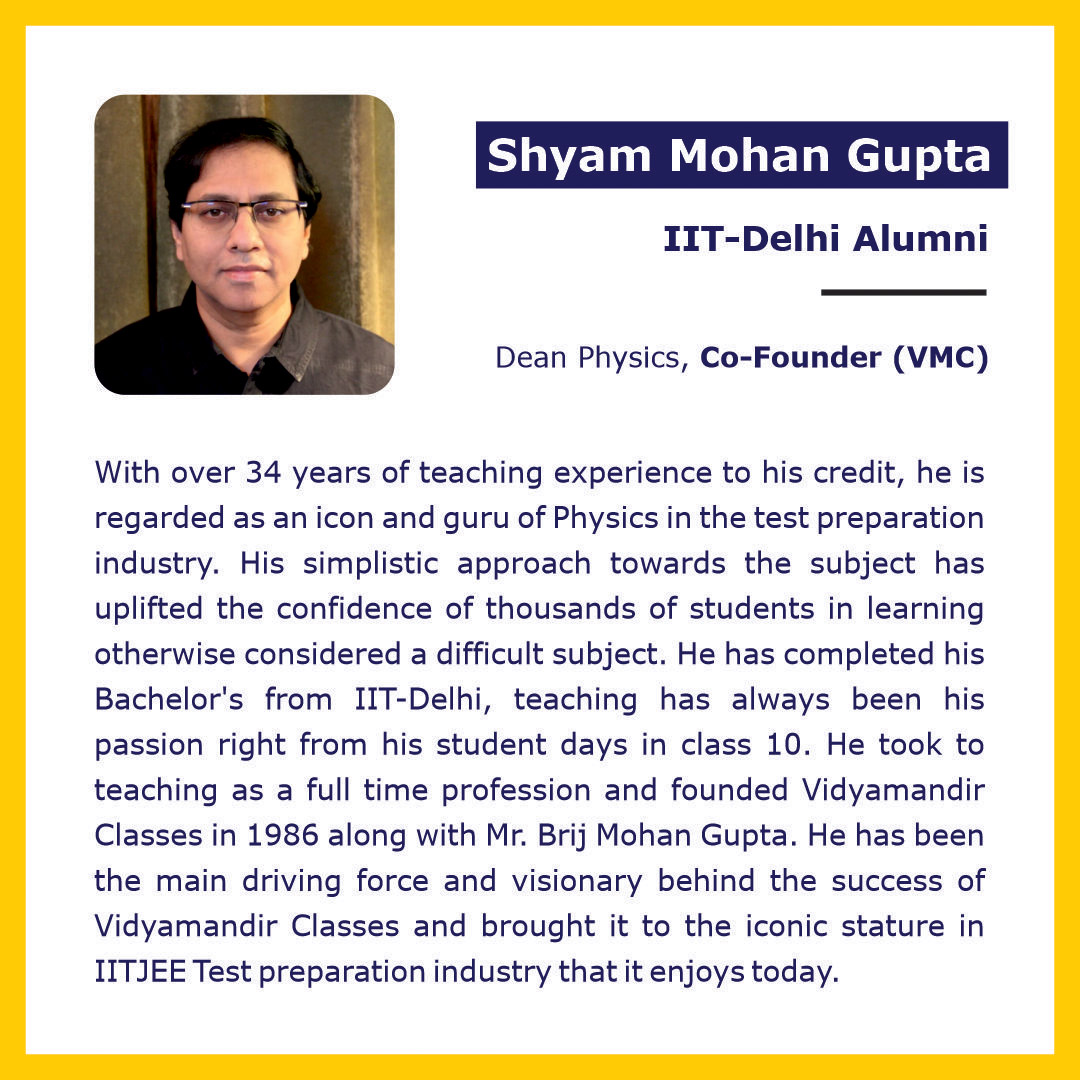 Shyam Mohan Gupta
IIT-Delhi Alumni
Dean Physics, Co-Founder (VMC)
With over 34 years of teaching experience to his credit, he is
regarded as an icon and guru of Physics in the test preparation
industry. His simplistic approach towards the subject has
uplifted the confidence of thousands of students in learning
otherwise considered a difficult subject. He has completed his
Bachelor's from IIT-Delhi, teaching has always been his
passion right from his student days in class 10. He took to
teaching as a full time profession and founded Vidyamandir
Classes in 1986 along with Mr. Brij Mohan Gupta. He has been
the main driving force and visionary behind the success of
Vidyamandir Classes and brought it to the iconic stature in
IITJEE Test preparation industry that it enjoys today.